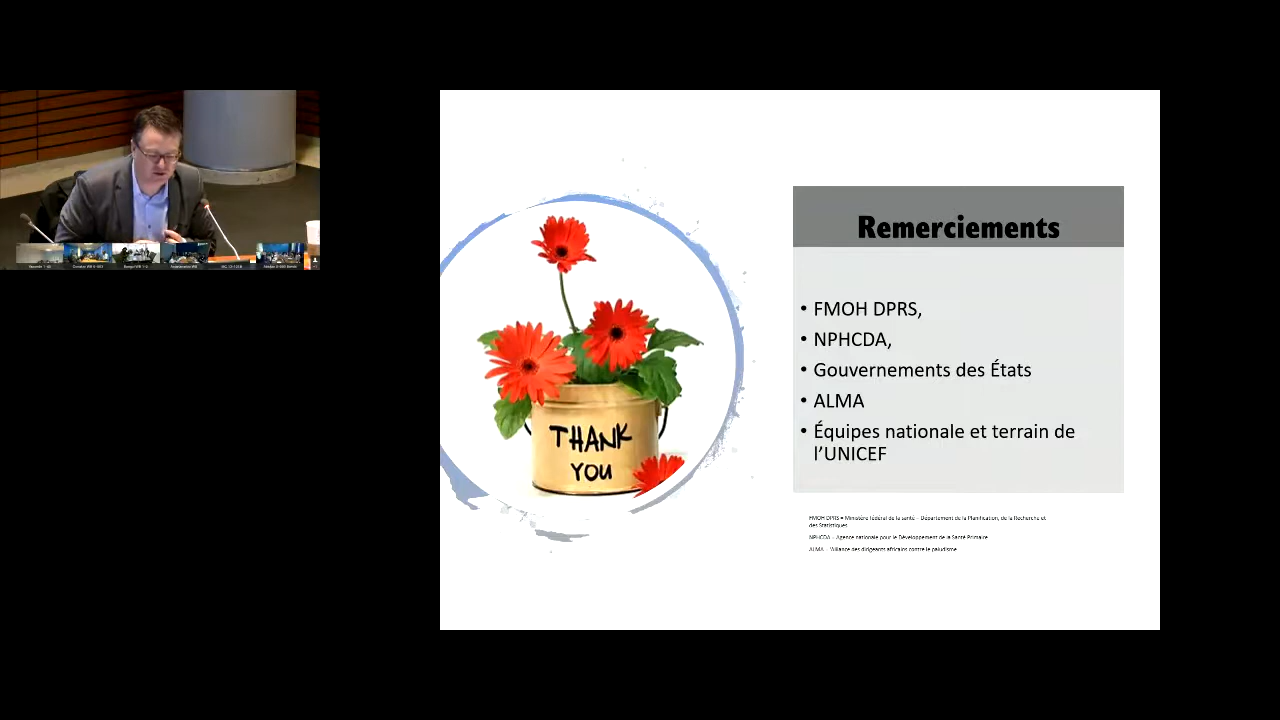 Remerciements
• FMOH DPRS,
• NPHCDA,
• Gouvernements des États
• ALMA
• Équipes nationale et terrain de
l'UNICEF
THANK
YOU
FMOH DPRS = Ministère fédéral de la santé – Département de la Planification, de la Recherche et
des Statistiques
NPHCDA – Agence nationale pour le Développement de la Santé Primaire
ALMA – Alliance des dirigeants africains contre le paludisme